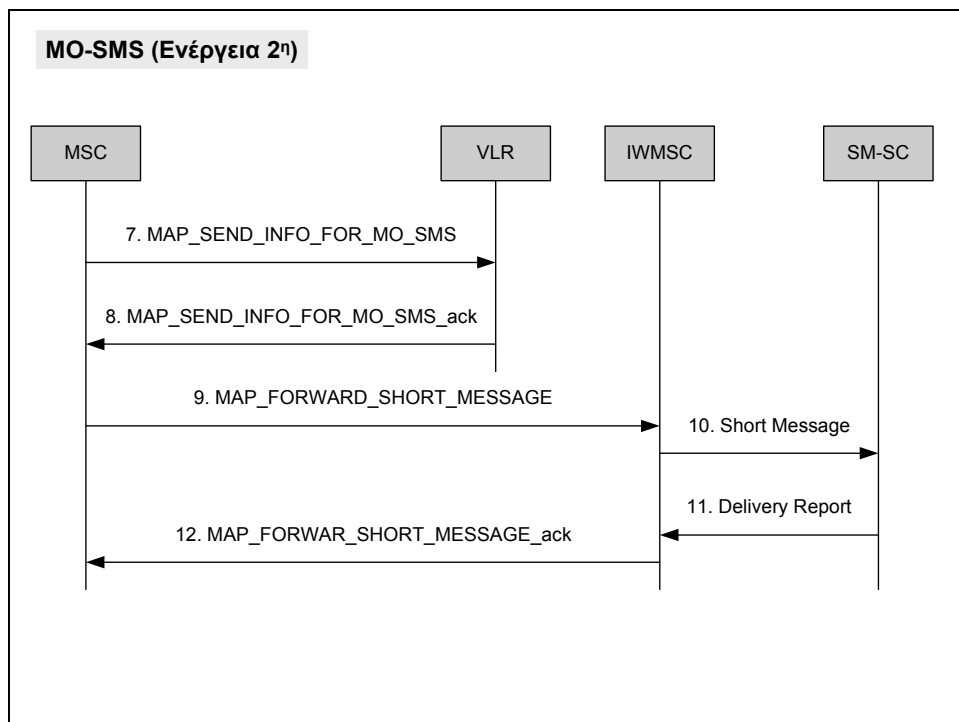 MO-SMS (Ενέργεια 2η)
MSC
VLR
IWMSC
SM-SC
7. MAP_SEND_INFO_FOR_MO_SMS
8. MAP_SEND_INFO_FOR_MO_SMS_ack
9. MAP_FORWARD_SHORT_MESSAGE
10. Short Message
11. Delivery Report
12. MAP_FORWAR_SHORT_MESSAGE_ack